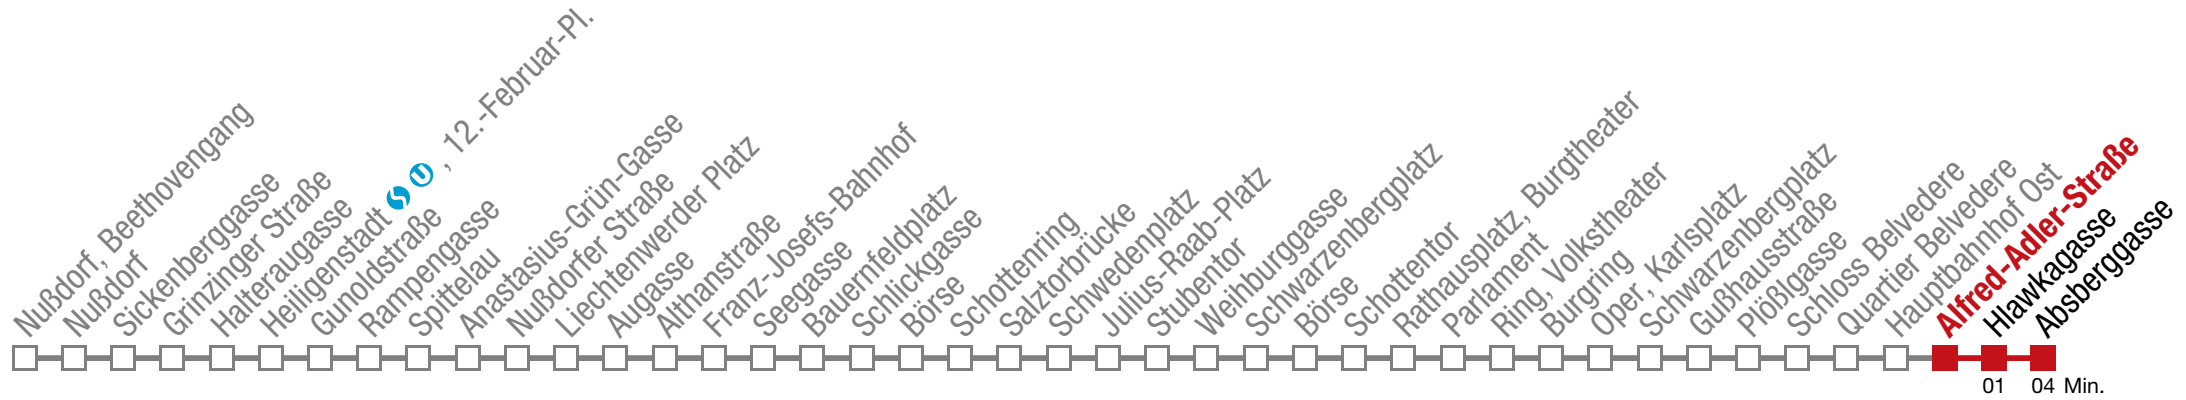 Nußdorf, Beethovengang
Nußdorf
Sickenberggasse
Grinzinger Straße
Halteraugasse
Heiligenstadt S U , 12.-Februar-Pl.
Gunoldstraße
Rampengasse
Spittelau
Anastasius-Grün-Gasse
Nußdorfer Straße
Liechtenwerder Platz
Augasse
Althanstraße
Franz-Josefs-Bahnhof
Seegasse
Bauernfeldplatz
Schlickgasse
Börse
Schottenring
Salztorbrücke
Schwedenplatz
Julius-Raab-Platz
Stubentor
Weihburggasse
Schwarzenbergplatz
Börse
Schottentor
Rathausplatz, Burgtheater
Parlament
Ring, Volkstheater
Burgring
Oper, Karlsplatz
Schwarzenbergplatz
Gußhausstraße
Plößlgasse
Schloss Belvedere
Quartier Belvedere
Hauptbahnhof Ost
Alfred-Adler-Straße
Hlawkagasse
Absberggasse
01 04 Min.